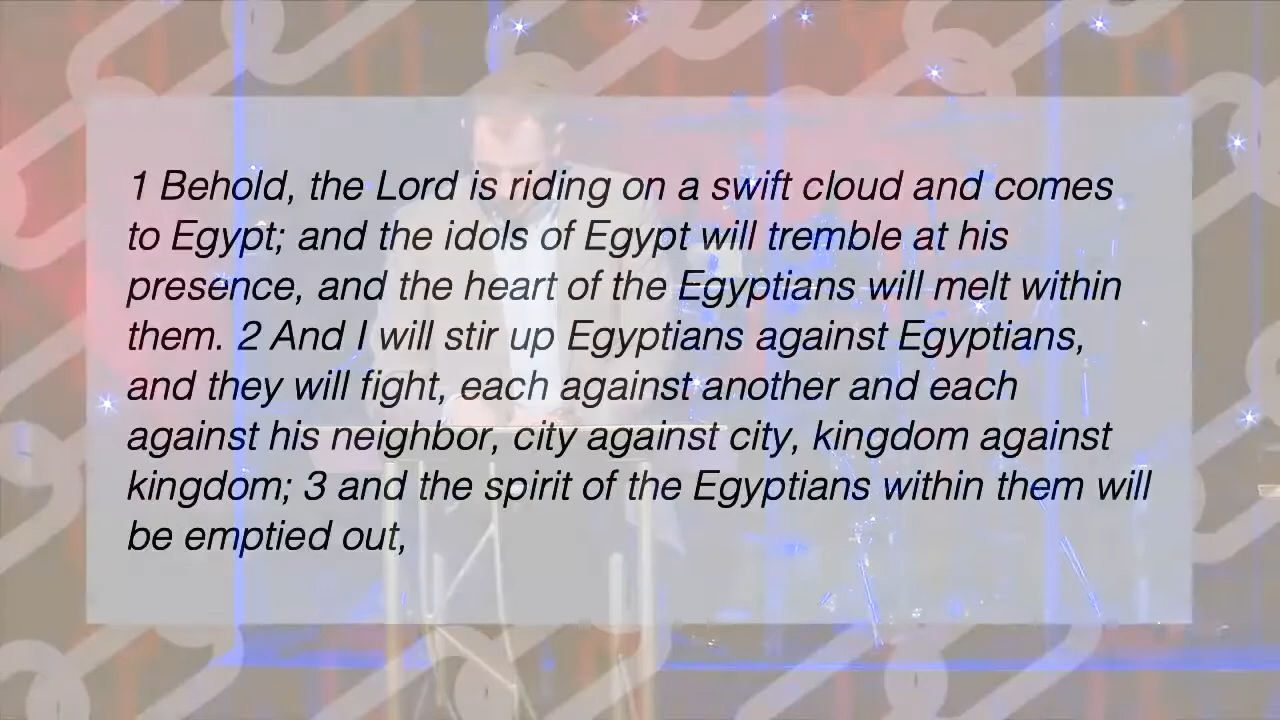 1 Behold, the Lord is riding on a swift cloud and comes
to Egypt; and the idols of Egypt will tremble at his
presence, and the heart of the Egyptians will melt within
them. 2 And I will stir up Egyptians against Egyptians,
and they will fight, each against another and each
against his neighbor, city against city, kingdom against
kingdom; 3 and the spirit of the Egyptians within them will
be emptied out,